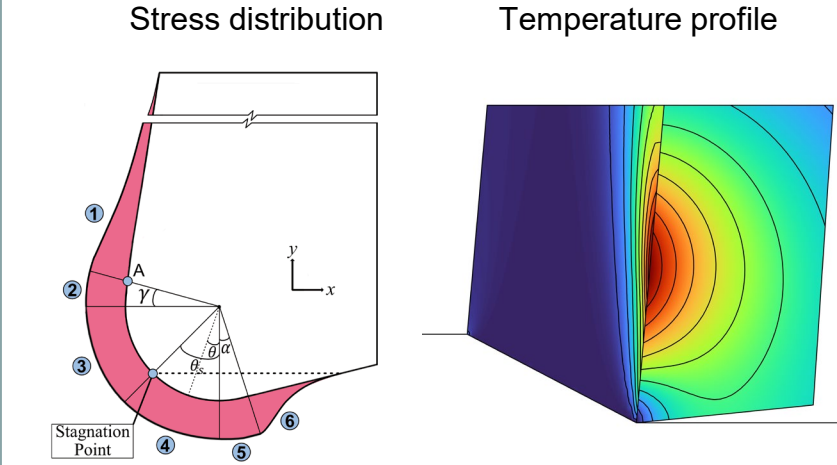 Stress distribution
Temperature profile
1
A
y
2
γ
x
θ
α
θs
3
6
Stagnation
Point
4
5